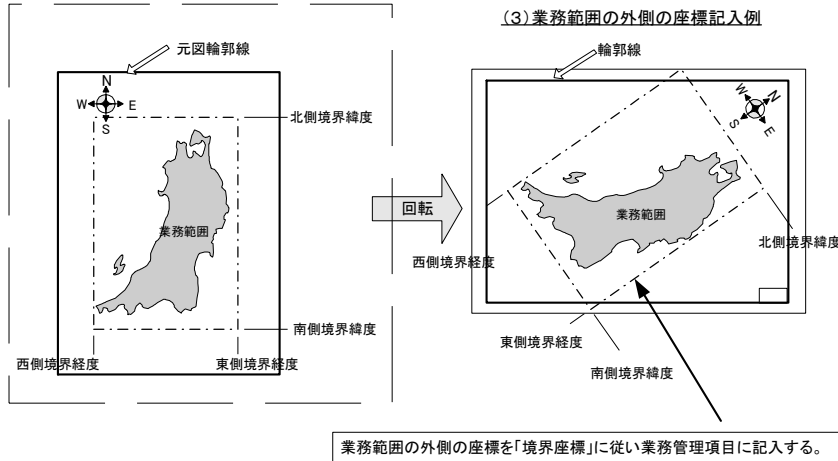 (3)業務範囲の外側の座標記入例
元図輪郭線
輪郭線
N
W E
S
北側境界緯度
業務範囲
南側境界緯度
西側境界経度
東側境界経度
回転
W N
S E
業務範囲
北側境界緯度
西側境界経度
東側境界経度
南側境界緯度
業務範囲の外側の座標を「境界座標」に従い業務管理項目に記入する。